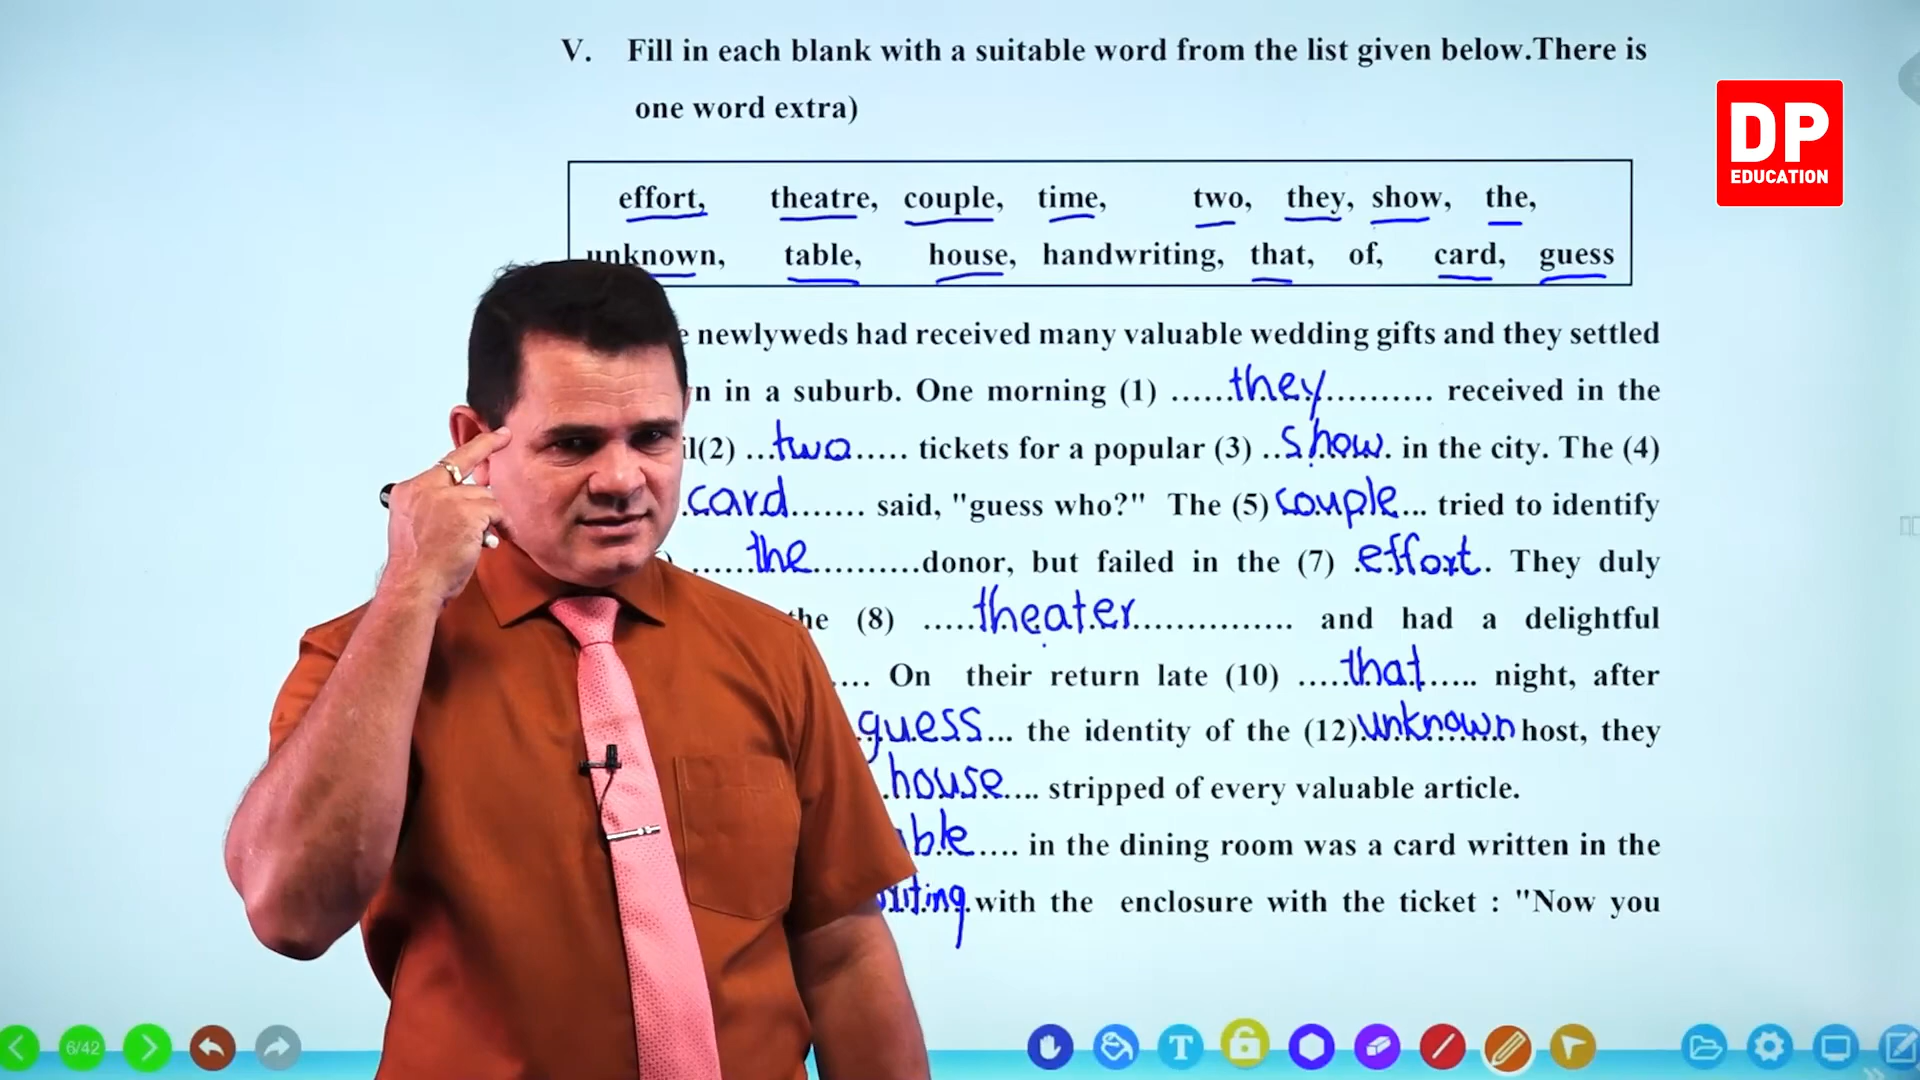 V. Fill in each blank with a suitable word from the list given below.There is
one word extra)
DP
EDUCATION
effort, theatre, couple, time, two, they, show, the,
unknown, table, house, handwriting, that, of, card, guess
newlyweds had received many valuable wedding gifts and they settled
in a suburb. One morning (1) ......they.......... received in the
(2) ...two..... tickets for a popular (3) ..show. in the city. The (4)
.card....... said, "guess who?" The (5) couple... tried to identify
......the..........donor, but failed in the (7) .effort. They duly
(8) .....theater.............. and had a delightful
.... On their return late (10) .....that..... night, after
.guess... the identity of the (12).unknown host, they
.house.... stripped of every valuable article.
.... in the dining room was a card written in the
with the enclosure with the ticket : "Now you
6/42
T